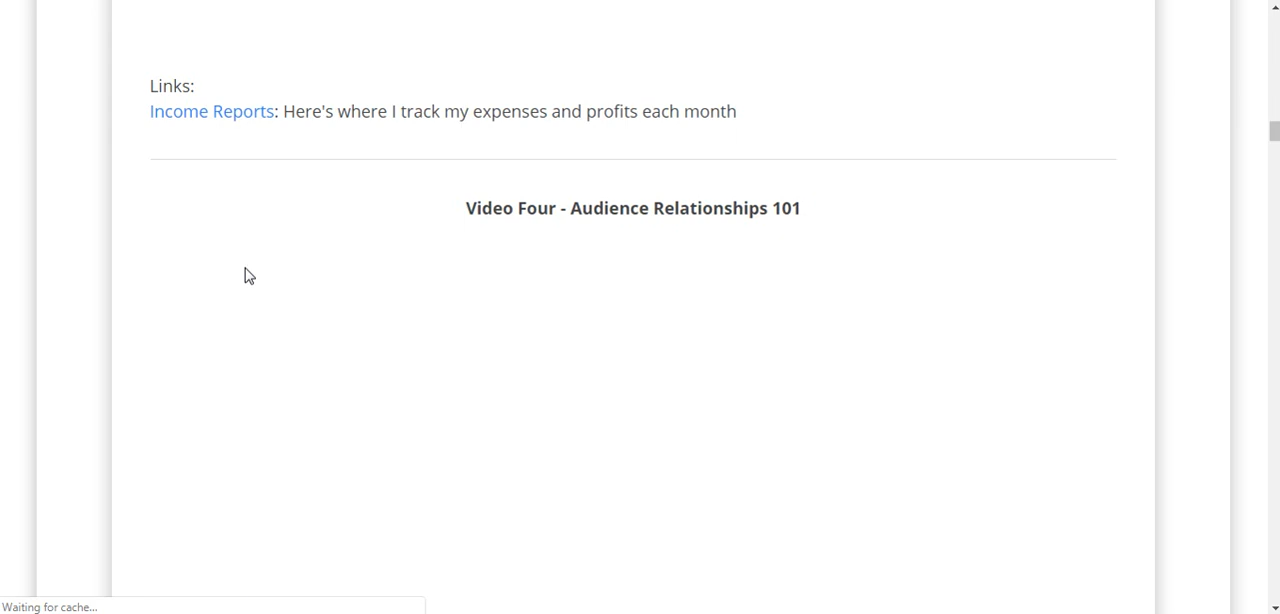 Links:
Income Reports: Here's where I track my expenses and profits each month
Video Four - Audience Relationships 101
Waiting for cache...